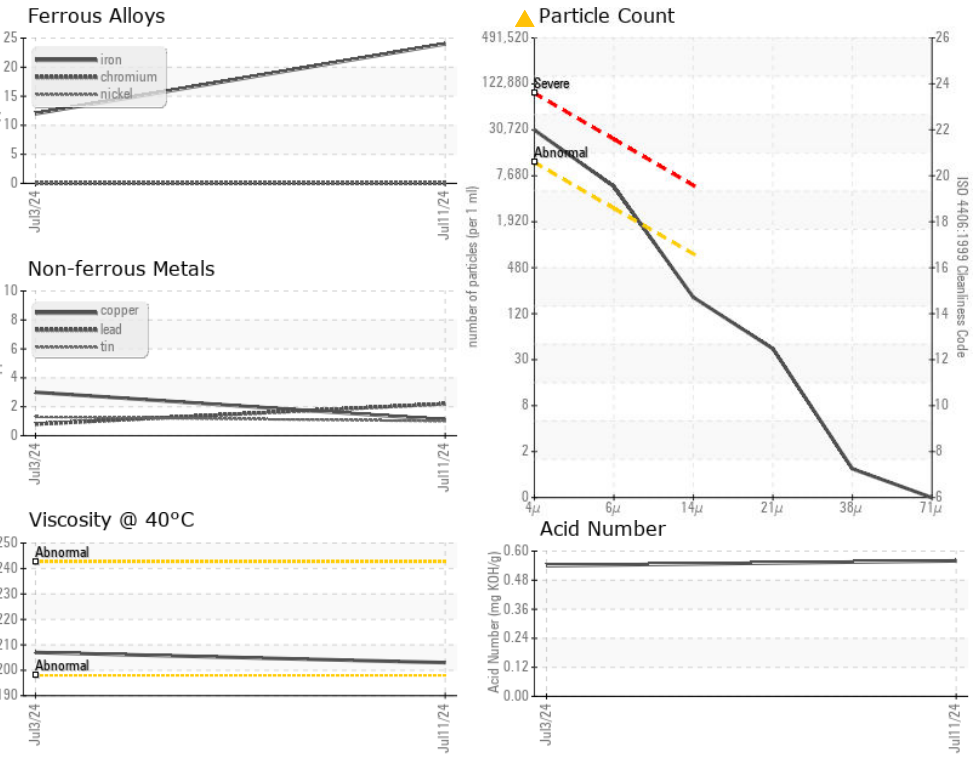 Ferrous Alloys
25
20
15
10
5
0
iron
chromium
nickel
Jul3/24
Jul11/24
Non-ferrous Metals
10
8
6
4
2
0
copper
lead
tin
Jul3/24
Jul11/24
Viscosity @ 40°C
250
240
230
220
210
200
190
Abnormal
Abnormal
Jul3/24
Jul11/24
Particle Count
491,520
122,880
30,720
7,680
1,920
480
120
30
8
2
0
number of particles (per 1 ml)
Severe
Abnormal
26
24
22
20
18
16
14
12
10
8
6
ISO 4406:1999 Cleanliness Code
4µ
6µ
14µ
21µ
38µ
71µ
Acid Number
0.60
0.48
0.36
0.24
0.12
0.00
Acid Number (mg KOH/g)
Jul3/24
Jul11/24